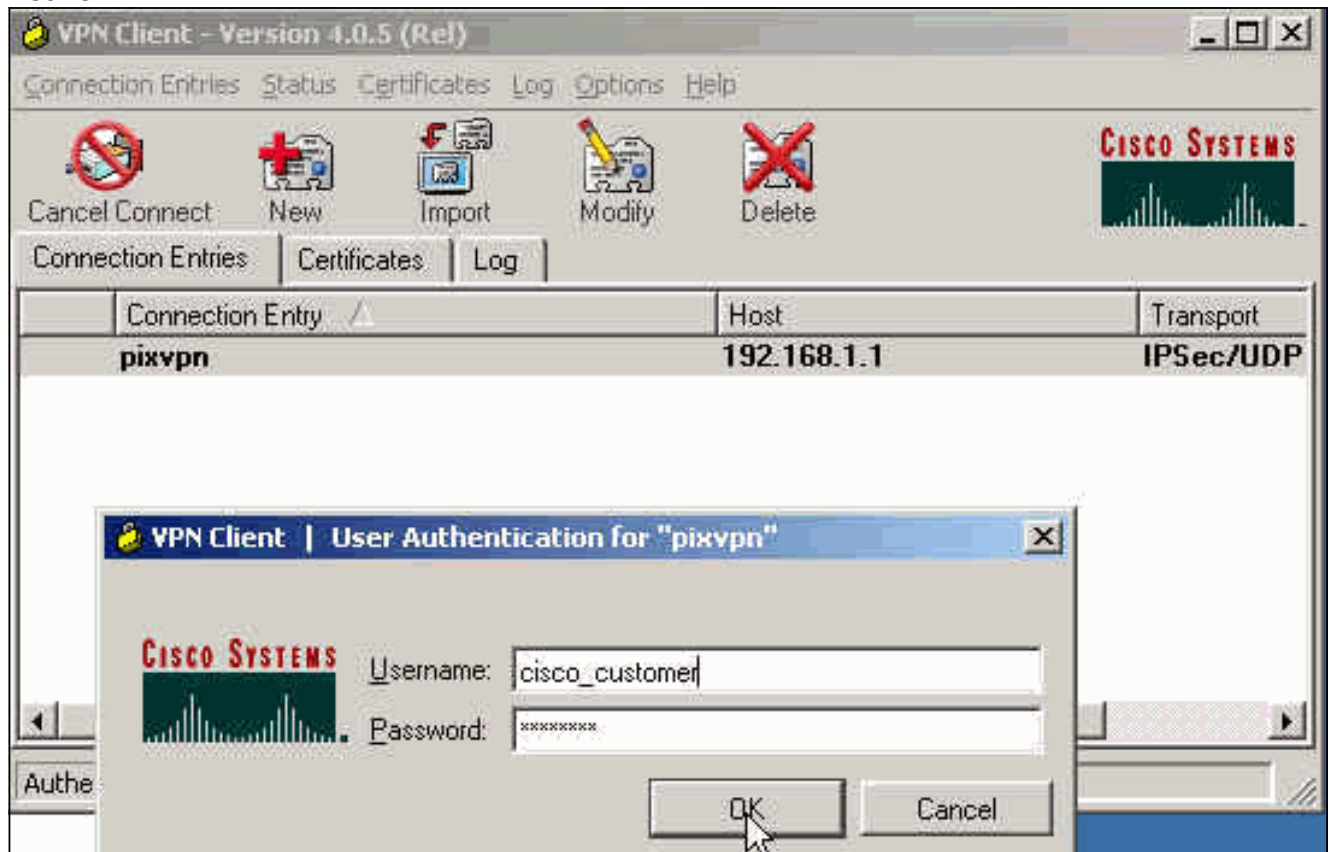 VPN Client - Version 4.0.5 (Rel)
Connection Entries Status Certificates Log Options Help
CISCO SYSTEMS
Cancel Connect New Import Modify Delete
Connection Entries Certificates Log
Connection Entry Host Transport
pixvpn 192.168.1.1 IPSec/UDP
VPN Client | User Authentication for "pixvpn"
CISCO SYSTEMS
Username: cisco_customer
Password: ********
Authe
OK Cancel